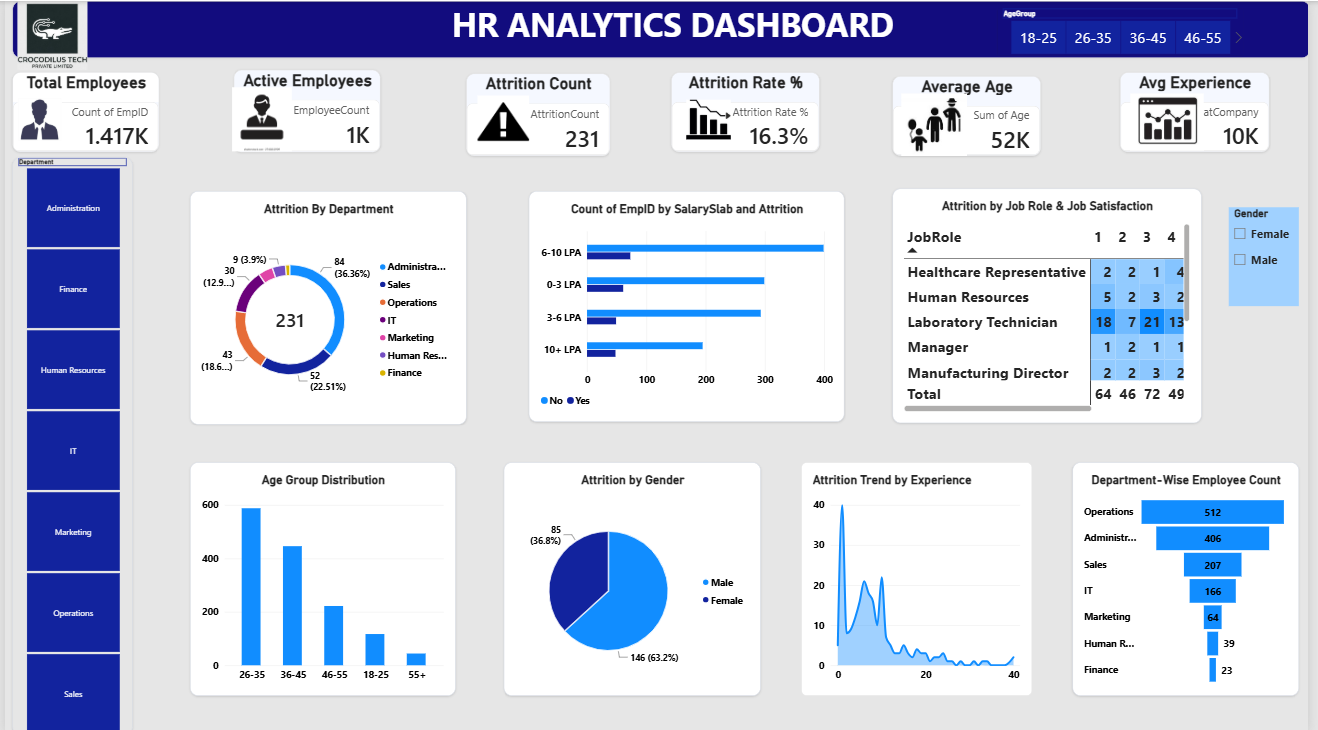 HR ANALYTICS DASHBOARD
CROCODILUS TECH
PRIVATE LIMITED
AgeGroup
18-25 26-35 36-45 46-55
Total Employees
Count of EmpID
1.417K
Active Employees
EmployeeCount
1K
Attrition Count
AttritionCount
231
Attrition Rate %
Attrition Rate %
16.3%
Average Age
Sum of Age
52K
Avg Experience
atCompany
10K
Department
Administration
Finance
Human Resources
IT
Marketing
Operations
Sales
Attrition By Department
9 (3.9%)
30
(12.9...)
43
(18.6...)
84
(36.36%)
52
(22.51%)
231
Administra...
Sales
Operations
IT
Marketing
Human Res...
Finance
Count of EmpID by SalarySlab and Attrition
6-10 LPA
0-3 LPA
3-6 LPA
10+ LPA
0 100 200 300 400
No Yes
Attrition by Job Role & Job Satisfaction
JobRole 1 2 3 4
Healthcare Representative 2 2 1 4
Human Resources 5 2 3 2
Laboratory Technician 18 7 21 13
Manager 1 2 1 1
Manufacturing Director 2 2 3 2
Total 64 46 72 49
Gender
Female
Male
Age Group Distribution
600
400
200
0
26-35 36-45 46-55 18-25 55+
Attrition by Gender
85
(36.8%)
146 (63.2%)
Male
Female
Attrition Trend by Experience
40
30
20
10
0
0 20 40
Department-Wise Employee Count
Operations 512
Administr... 406
Sales 207
IT 166
Marketing 64
Human R... 39
Finance 23